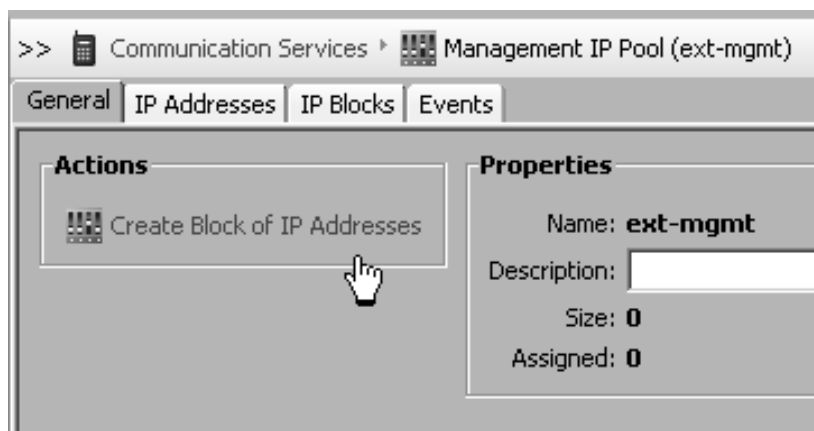 >> Communication Services Management IP Pool (ext-mgmt)
General IP Addresses IP Blocks Events
Actions
Create Block of IP Addresses
Properties
Name: ext-mgmt
Description:
Size: 0
Assigned: 0